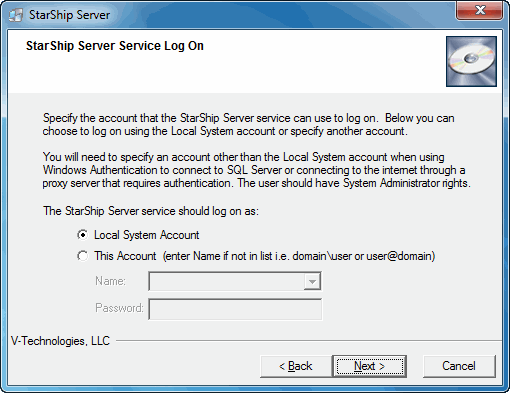 StarShip Server
StarShip Server Service Log On
Specify the account that the StarShip Server service can use to log on. Below you can
choose to log on using the Local System account or specify another account.
You will need to specify an account other than the Local System account when using
Windows Authentication to connect to SQL Server or connecting to the internet through a
proxy server that requires authentication. The user should have System Administrator rights.
The StarShip Server service should log on as:
Local System Account
This Account (enter Name if not in list i.e. domain\user or user@domain)
Name:
Password:
V-Technologies, LLC
< Back
Next >
Cancel